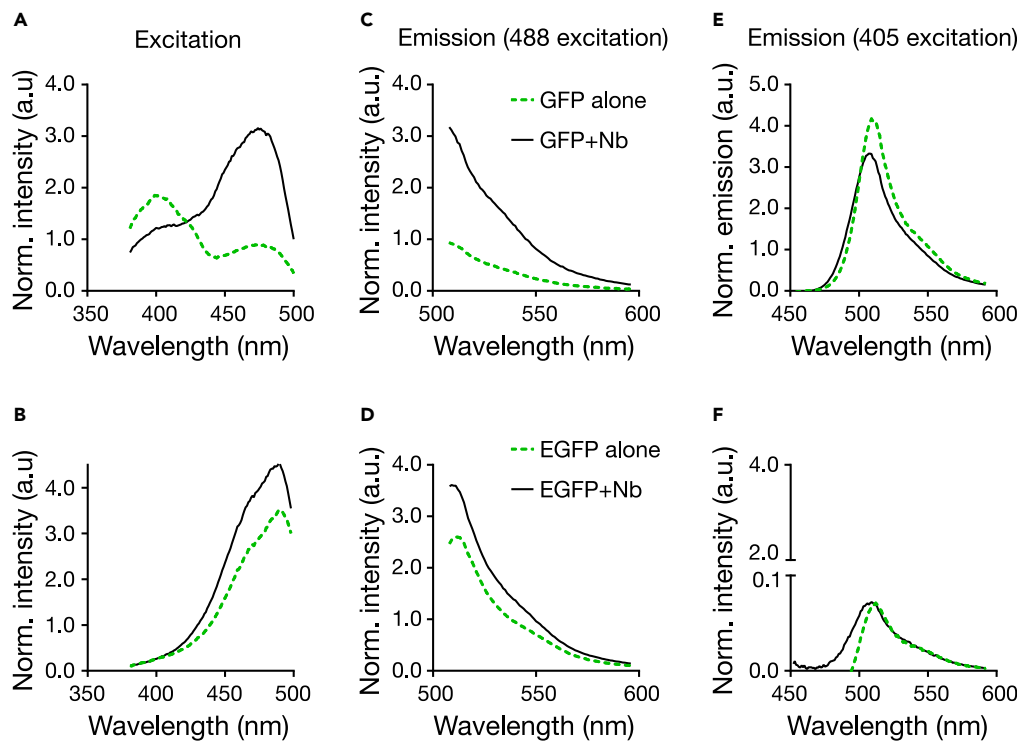 A
Excitation
Norm. intensity (a.u)
4.0
3.0
2.0
1.0
0.0
350
400
450
500
Wavelength (nm)
C
Emission (488 excitation)
Norm. intensity (a.u.)
4.0
3.0
2.0
1.0
0.0
GFP alone
GFP+Nb
500
550
600
Wavelength (nm)
E
Emission (405 excitation)
Norm. emission (a.u.)
5.0
4.0
3.0
2.0
1.0
0.0
450
500
550
600
Wavelength (nm)
B
Norm. intensity (a.u)
4.0
3.0
2.0
1.0
0.0
350
400
450
500
Wavelength (nm)
D
Norm. intensity (a.u.)
4.0
3.0
2.0
1.0
0.0
EGFP alone
EGFP+Nb
500
550
600
Wavelength (nm)
F
Norm. intensity (a.u.)
4.0
2.0
0.1
0.0
450
500
550
600
Wavelength (nm)